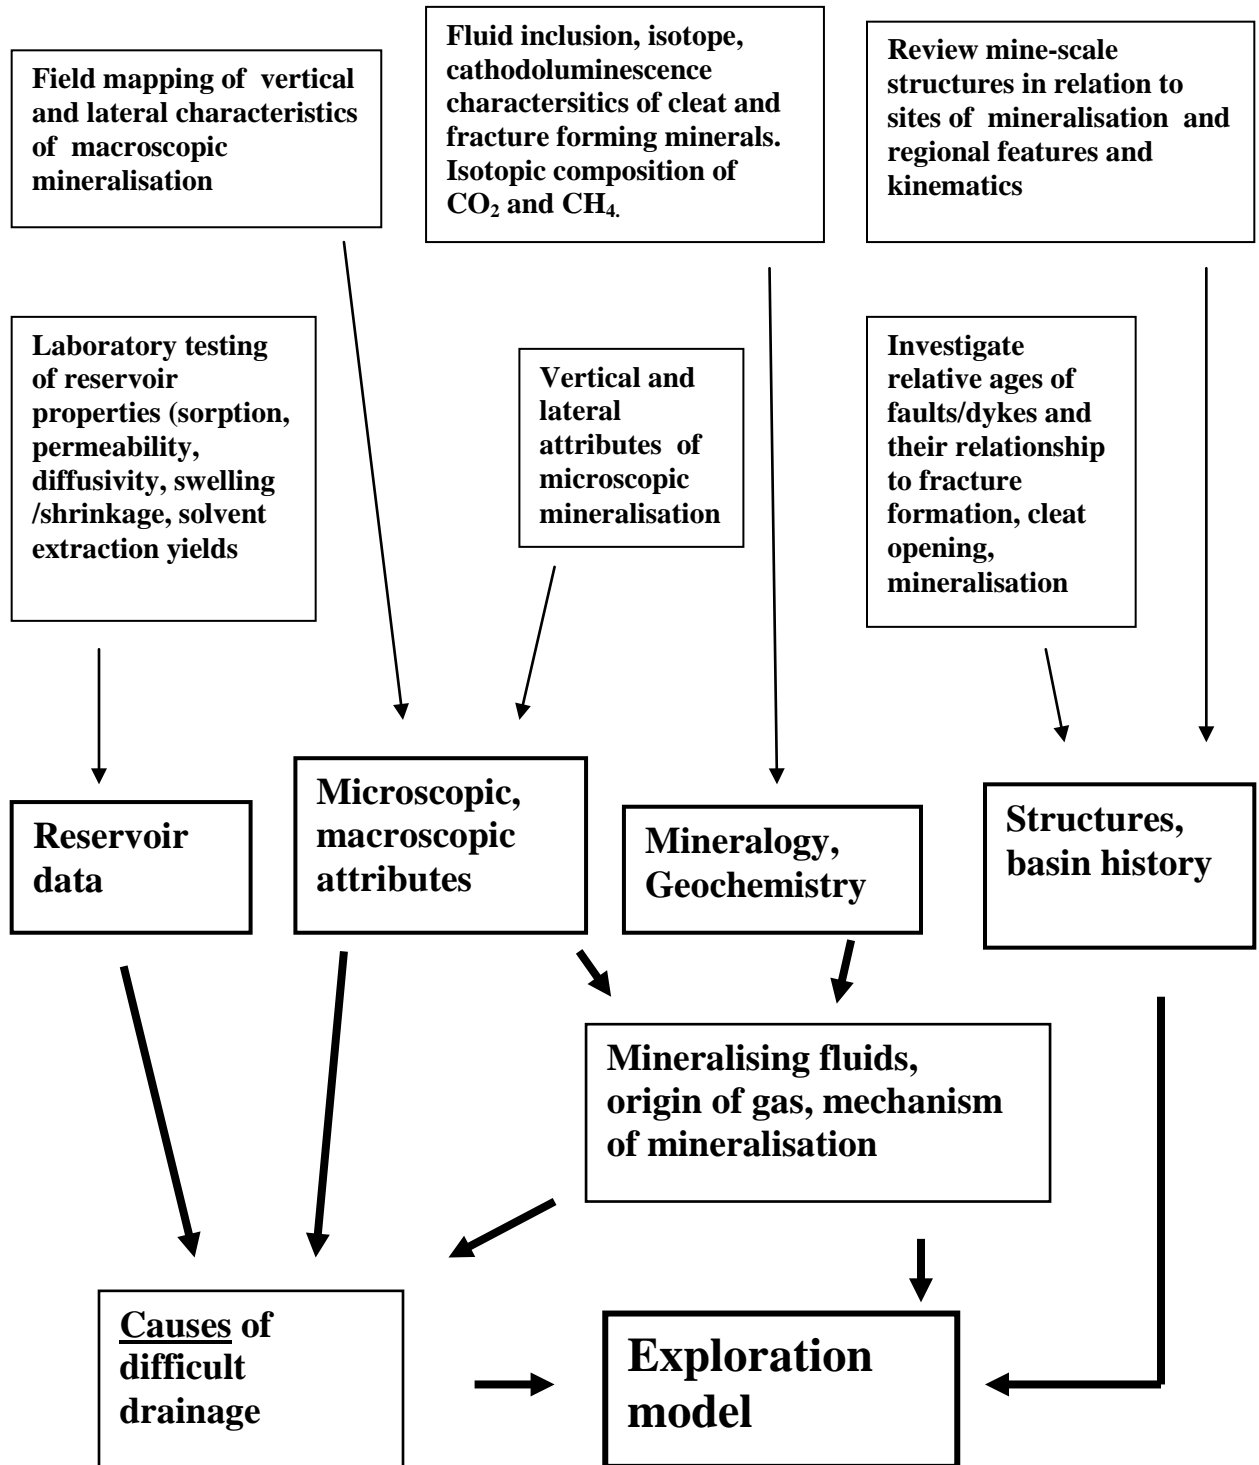 Field mapping of vertical
and lateral characteristics
of macroscopic
mineralisation
Fluid inclusion, isotope,
cathodoluminescence
charactersitics of cleat and
fracture forming minerals.
Isotopic composition of
CO₂ and CH₄.
Review mine-scale
structures in relation to
sites of mineralisation and
regional features and
kinematics
Laboratory testing
of reservoir
properties (sorption,
permeability,
diffusivity, swelling
/shrinkage, solvent
extraction yields
Vertical and
lateral
attributes of
microscopic
mineralisation
Investigate
relative ages of
faults/dykes and
their relationship
to fracture
formation, cleat
opening,
mineralisation
Reservoir
data
Microscopic,
macroscopic
attributes
Mineralogy,
Geochemistry
Structures,
basin history
Mineralising fluids,
origin of gas, mechanism
of mineralisation
Causes of
difficult
drainage
Exploration
model